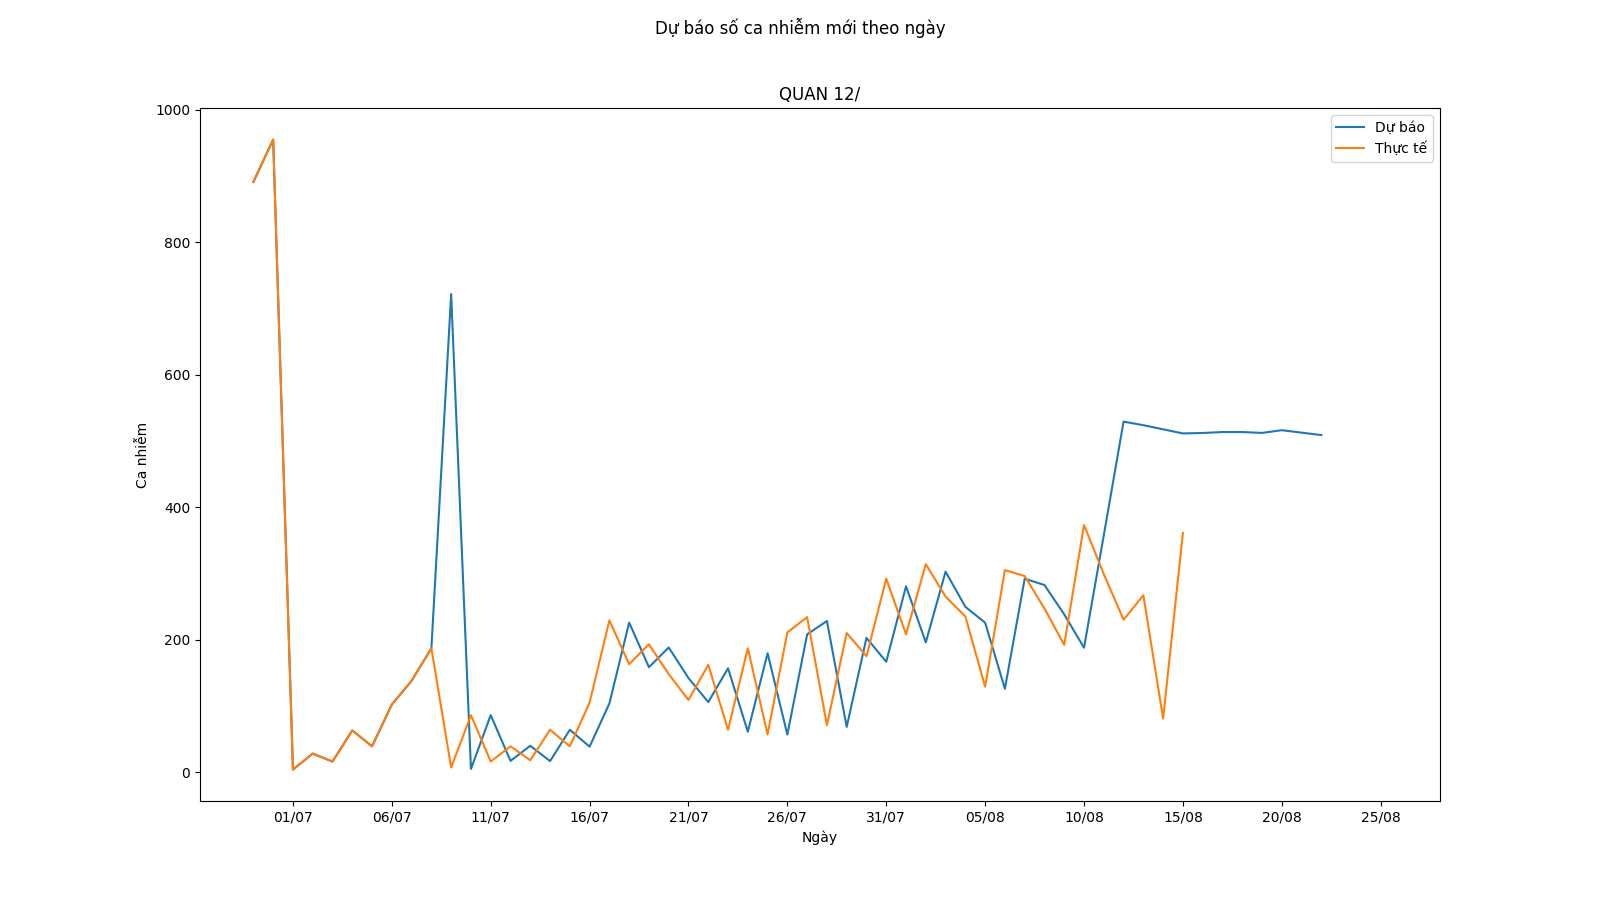 Dự báo số ca nhiễm mới theo ngày
QUAN 12/
Dự báo
Thực tế
Ca nhiễm
1000
800
600
400
200
0
01/07 06/07 11/07 16/07 21/07 26/07 31/07 05/08 10/08 15/08 20/08 25/08
Ngày